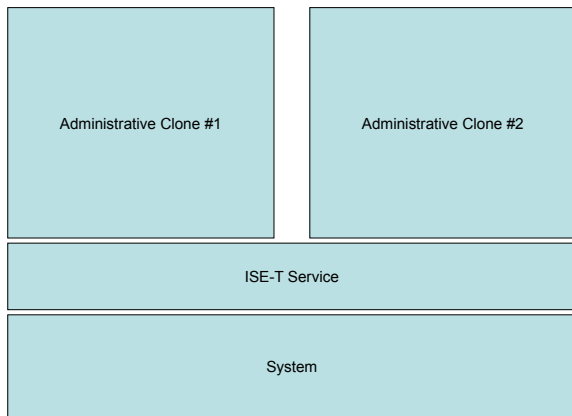 Administrative Clone #1
Administrative Clone #2
ISE-T Service
System